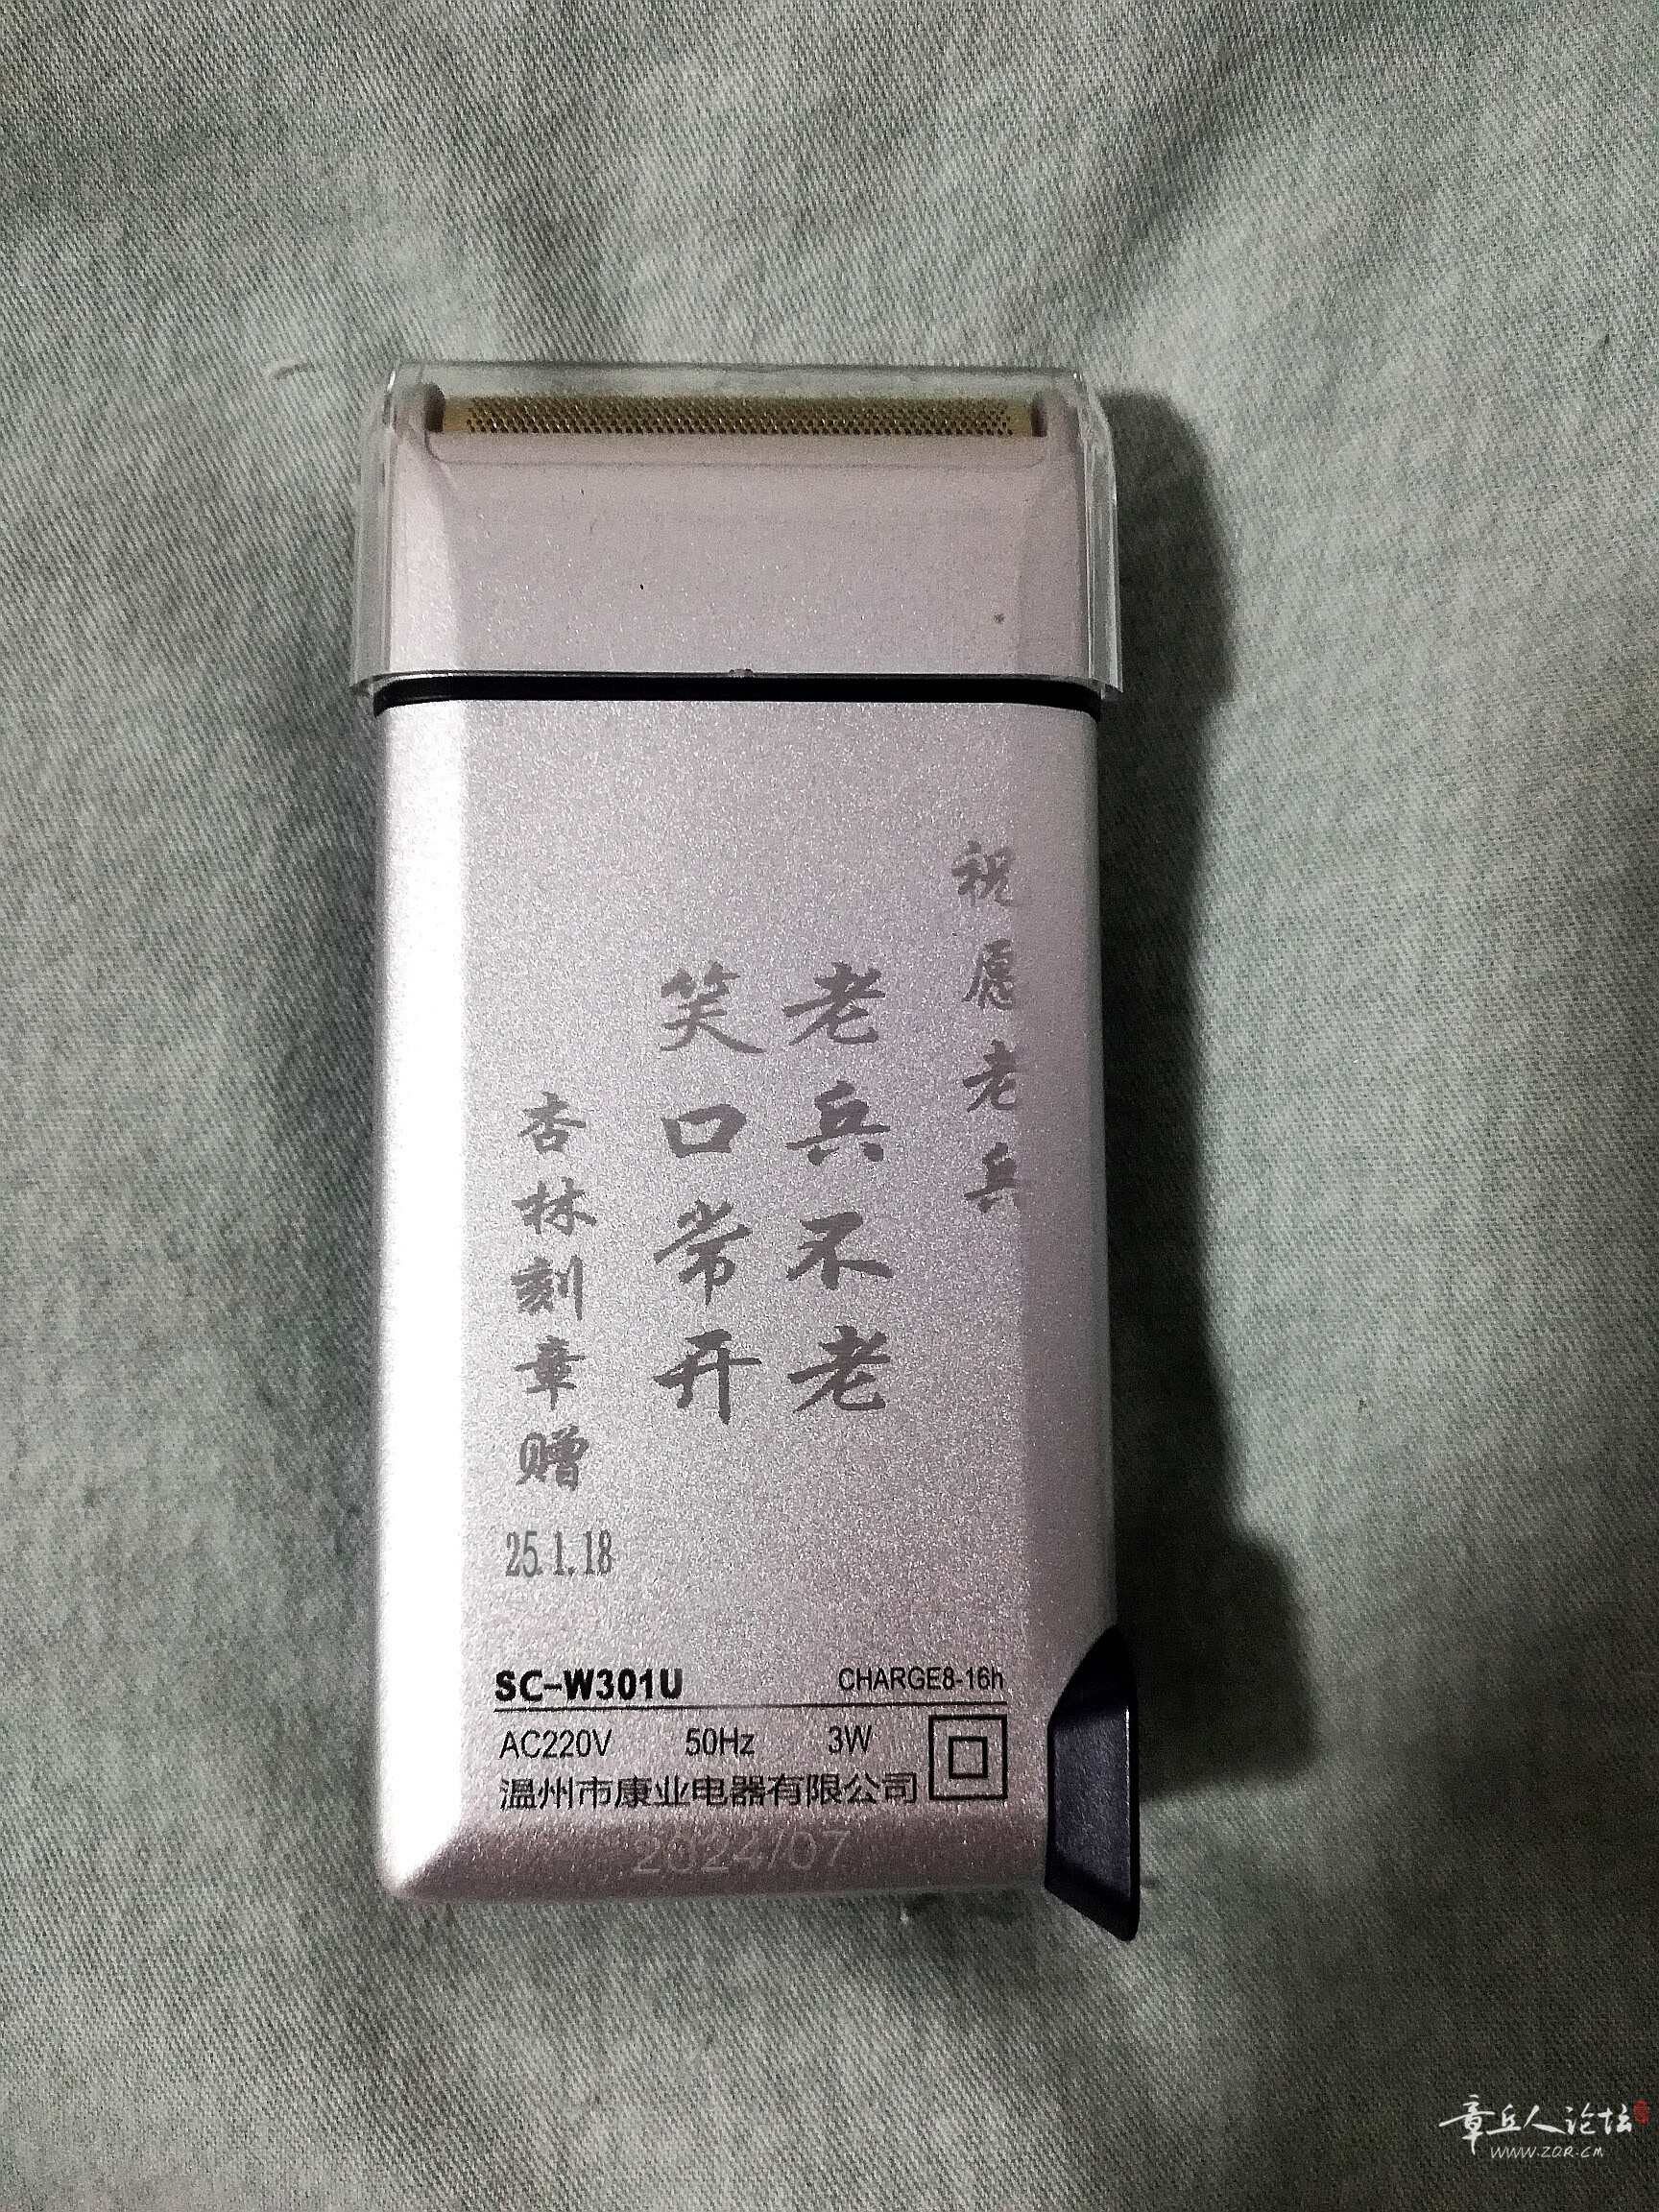 祝愿老兵
老兵不老
笑口常开
杏林刻章赠
25.1.18
SC-W301U CHARGE8-16h
AC220V 50Hz 3W
温州市康业电器有限公司
2024/07
章丘人论坛
www.zqr.cm